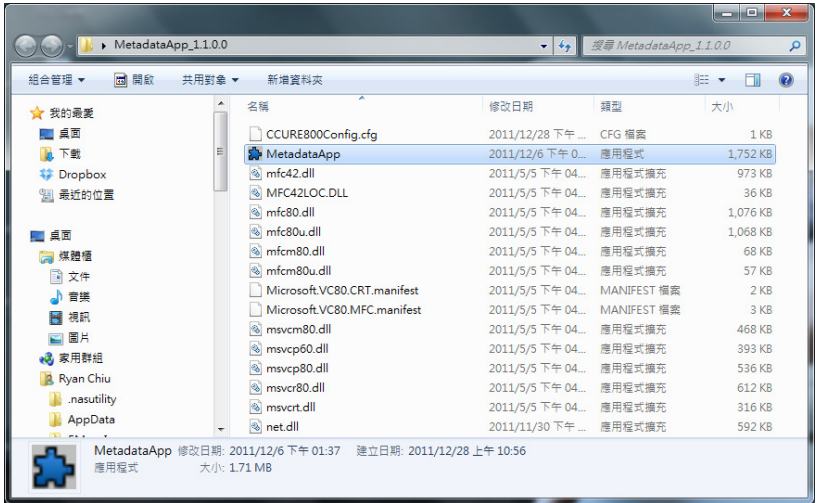 MetadataApp_1.1.0.0
搜尋 MetadataApp_1.1.0.0
組合管理 開啟 共用對象 新增資料夾
我的最愛
桌面
下載
Dropbox
最近的位置
桌面
媒體櫃
文件
音樂
視訊
圖片
家用群組
Ryan Chiu
.nasutility
AppData
名稱 修改日期 類型 大小
CCURE800Config.cfg 2011/12/28 下午 ... CFG 檔案 1 KB
MetadataApp 2011/12/6 下午 0... 應用程式 1,752 KB
mfc42.dll 2011/5/5 下午 04... 應用程式擴充 973 KB
MFC42LOC.DLL 2011/5/5 下午 04... 應用程式擴充 36 KB
mfc80.dll 2011/5/5 下午 04... 應用程式擴充 1,076 KB
mfc80u.dll 2011/5/5 下午 04... 應用程式擴充 1,068 KB
mfcm80.dll 2011/5/5 下午 04... 應用程式擴充 68 KB
mfcm80u.dll 2011/5/5 下午 04... 應用程式擴充 57 KB
Microsoft.VC80.CRT.manifest 2011/5/5 下午 04... MANIFEST 檔案 2 KB
Microsoft.VC80.MFC.manifest 2011/5/5 下午 04... MANIFEST 檔案 3 KB
msvcm80.dll 2011/5/5 下午 04... 應用程式擴充 468 KB
msvcp60.dll 2011/5/5 下午 04... 應用程式擴充 393 KB
msvcp80.dll 2011/5/5 下午 04... 應用程式擴充 536 KB
msvcr80.dll 2011/5/5 下午 04... 應用程式擴充 612 KB
msvcrt.dll 2011/5/5 下午 04... 應用程式擴充 316 KB
net.dll 2011/11/30 下午 ... 應用程式擴充 592 KB
MetadataApp 修改日期: 2011/12/6 下午 01:37 建立日期: 2011/12/28 上午 10:56
應用程式 大小: 1.71 MB